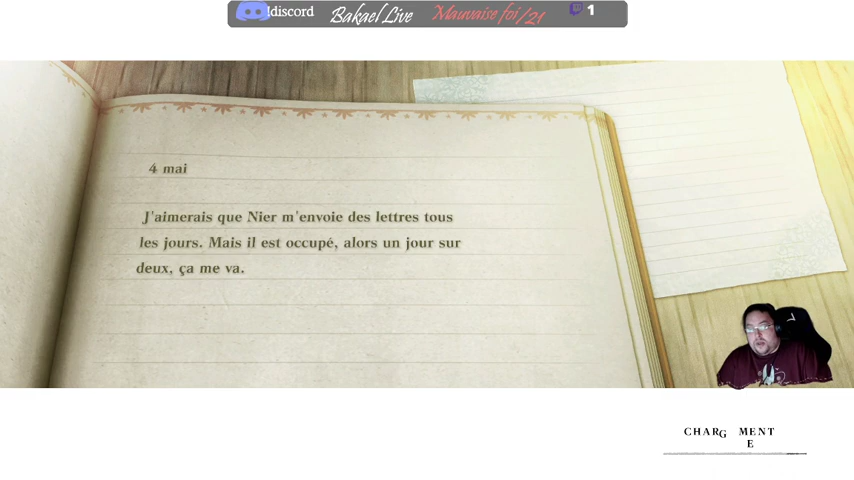 !discord Bakael Live Mauvaise foi/21 1
4 mai
J'aimerais que Nier m'envoie des lettres tous
les jours. Mais il est occupé, alors un jour sur
deux, ça me va.
CHARGEMENT